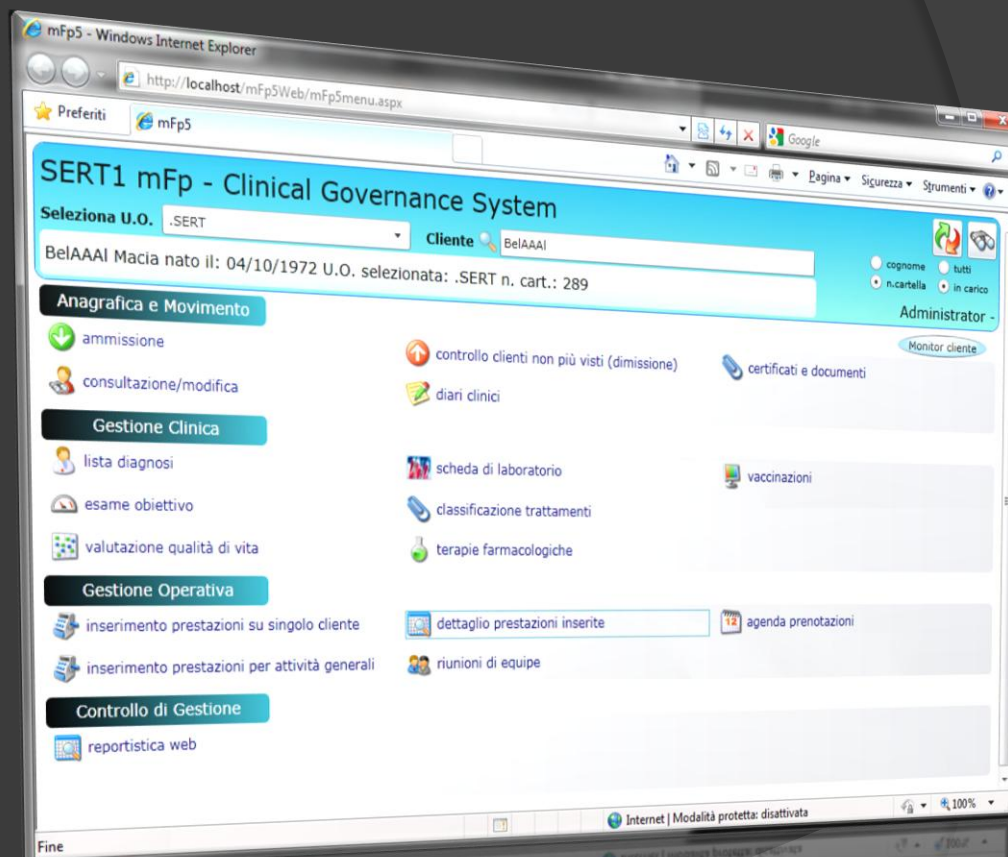 mFp5 - Windows Internet Explorer
http://localhost/mFp5Web/mFp5menu.aspx
Google
Preferiti
mFp5
Pagina
Sicurezza
Strumenti
SERT1 mFp - Clinical Governance System
Seleziona U.O. .SERT
Cliente BelAAAl
cognome tutti
n.cartella in carico
BelAAAl Macia nato il: 04/10/1972 U.O. selezionata: .SERT n. cart.: 289
Administrator -
Monitor cliente
Anagrafica e Movimento
ammissione
controllo clienti non più visti (dimissione)
certificati e documenti
consultazione/modifica
diari clinici
Gestione Clinica
lista diagnosi
scheda di laboratorio
vaccinazioni
esame obiettivo
classificazione trattamenti
valutazione qualità di vita
terapie farmacologiche
Gestione Operativa
inserimento prestazioni su singolo cliente
dettaglio prestazioni inserite
12
agenda prenotazioni
inserimento prestazioni per attività generali
riunioni di equipe
Controllo di Gestione
reportistica web
Fine
Internet | Modalità protetta: disattivata
100%